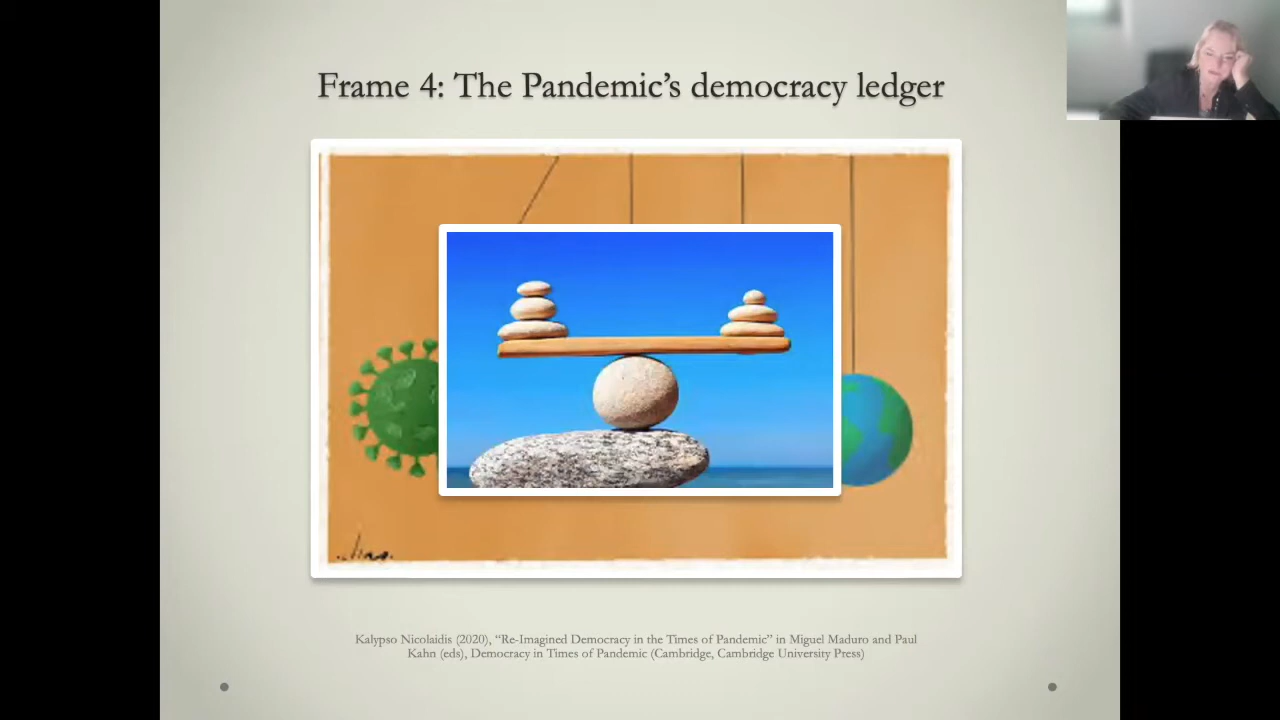 Frame 4: The Pandemic’s democracy ledger
Kalypso Nicolaidis (2020), “Re-Imagined Democracy in the Times of Pandemic” in Miguel Maduro and Paul
Kahn (eds), Democracy in Times of Pandemic (Cambridge, Cambridge University Press)